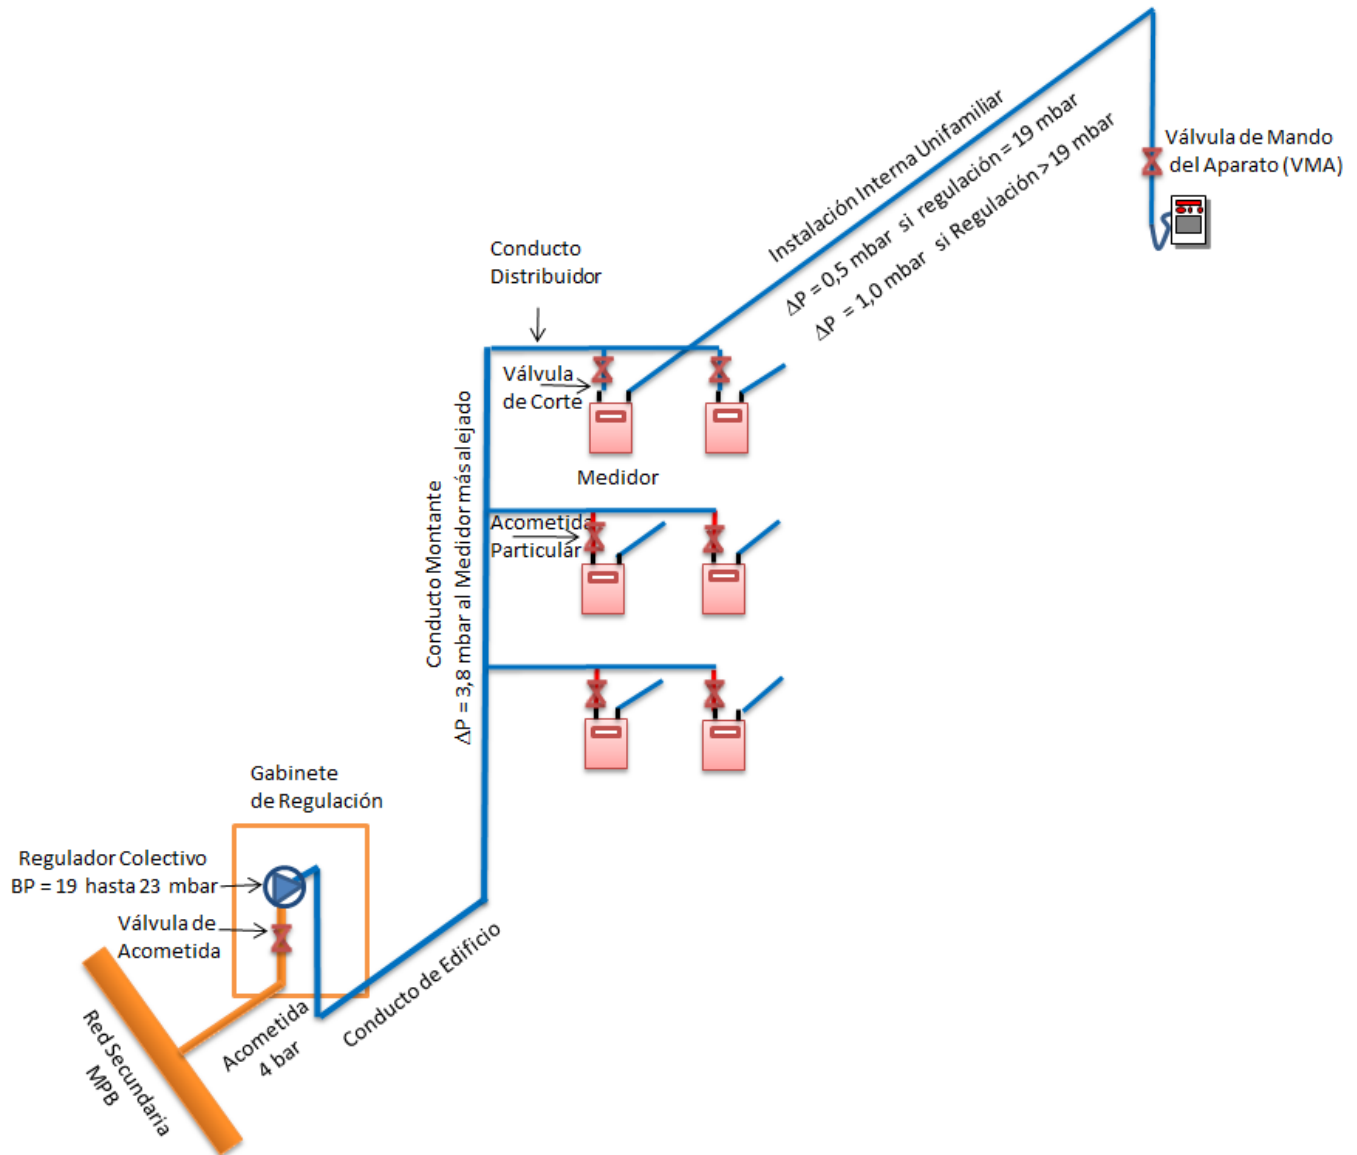 Instalación Interna Unifamiliar
ΔP = 0,5 mbar si regulación = 19 mbar
ΔP = 1,0 mbar si Regulación > 19 mbar
Válvula de Mando
del Aparato (VMA)
Conducto
Distribuidor
Válvula
de Corte
Medidor
Acometida
Particular
Conducto Montante
ΔP = 3,8 mbar al Medidor másalejado
Gabinete
de Regulación
Regulador Colectivo
BP = 19 hasta 23 mbar
Válvula de
Acometida
Conducto de Edificio
Acometida
4 bar
Red Secundaria
MPB